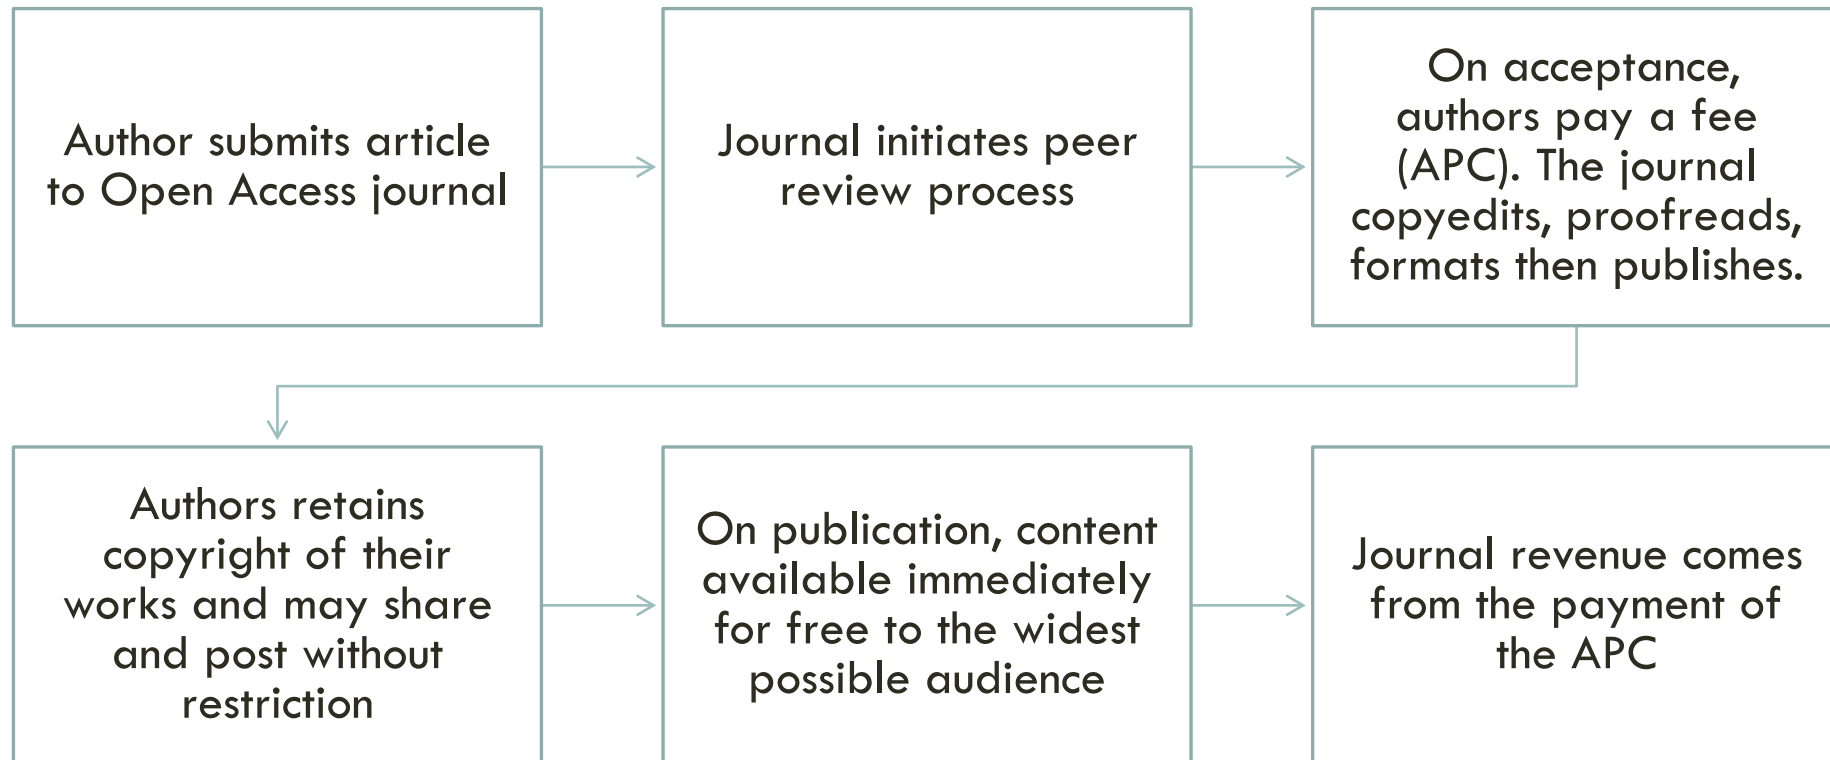 Author submits article
to Open Access journal
Journal initiates peer
review process
On acceptance,
authors pay a fee
(APC). The journal
copyedits, proofreads,
formats then publishes.
Authors retains
copyright of their
works and may share
and post without
restriction
On publication, content
available immediately
for free to the widest
possible audience
Journal revenue comes
from the payment of
the APC